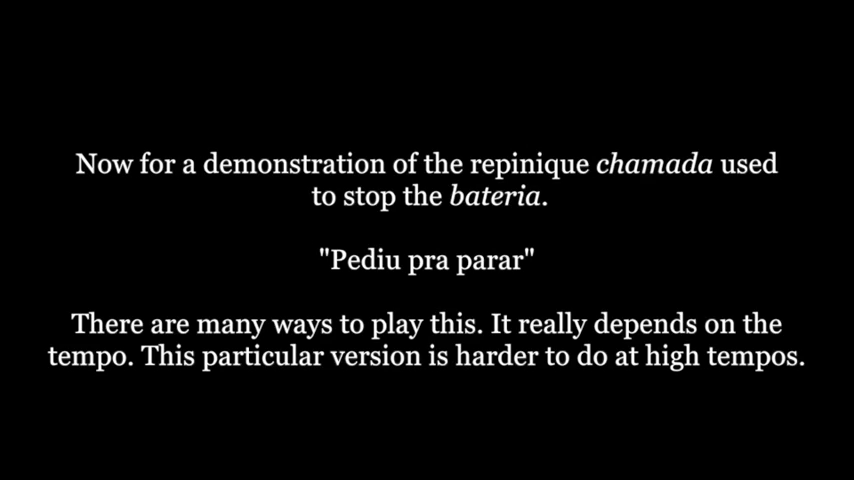 Now for a demonstration of the repinique chamada used
to stop the bateria.
"Pediu pra parar"
There are many ways to play this. It really depends on the
tempo. This particular version is harder to do at high tempos.